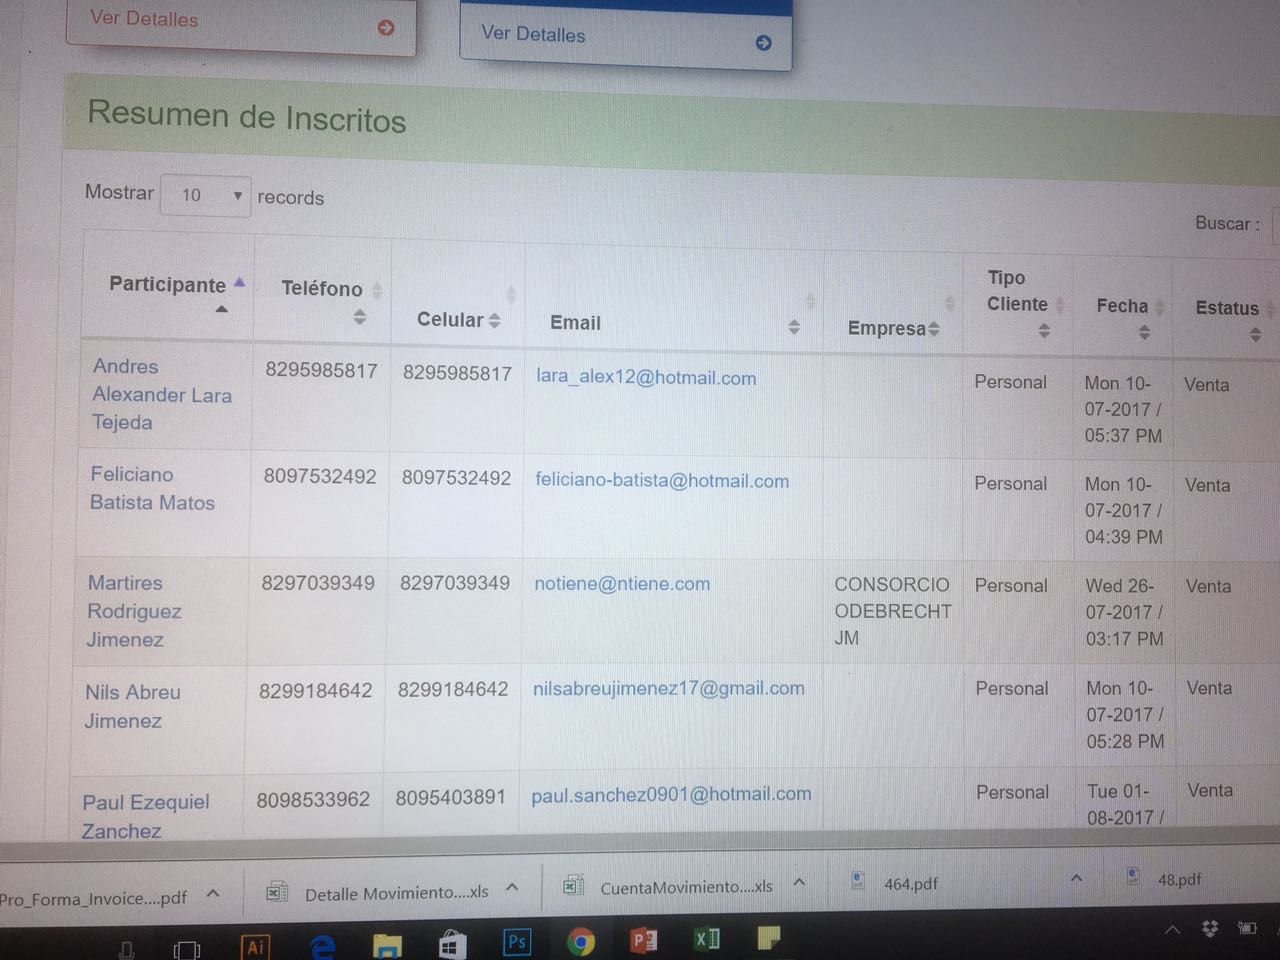 Ver Detalles
Ver Detalles
Resumen de Inscritos
Mostrar 10 records
Buscar :
Participante Teléfono Celular Email Empresa Tipo Cliente Fecha Estatus
Andres Alexander Lara Tejeda 8295985817 8295985817 lara_alex12@hotmail.com Personal Mon 10-07-2017 / 05:37 PM Venta
Feliciano Batista Matos 8097532492 8097532492 feliciano-batista@hotmail.com Personal Mon 10-07-2017 / 04:39 PM Venta
Martires Rodriguez Jimenez 8297039349 8297039349 notiene@ntiene.com CONSORCIO ODEBRECHT JM Personal Wed 26-07-2017 / 03:17 PM Venta
Nils Abreu Jimenez 8299184642 8299184642 nilsabreujimenez17@gmail.com Personal Mon 10-07-2017 / 05:28 PM Venta
Paul Ezequiel Zanchez 8098533962 8095403891 paul.sanchez0901@hotmail.com Personal Tue 01-08-2017 / Venta
Pro_Forma_Invoice....pdf Detalle Movimiento....xls CuentaMovimiento....xls 464.pdf 48.pdf
Ai Ps